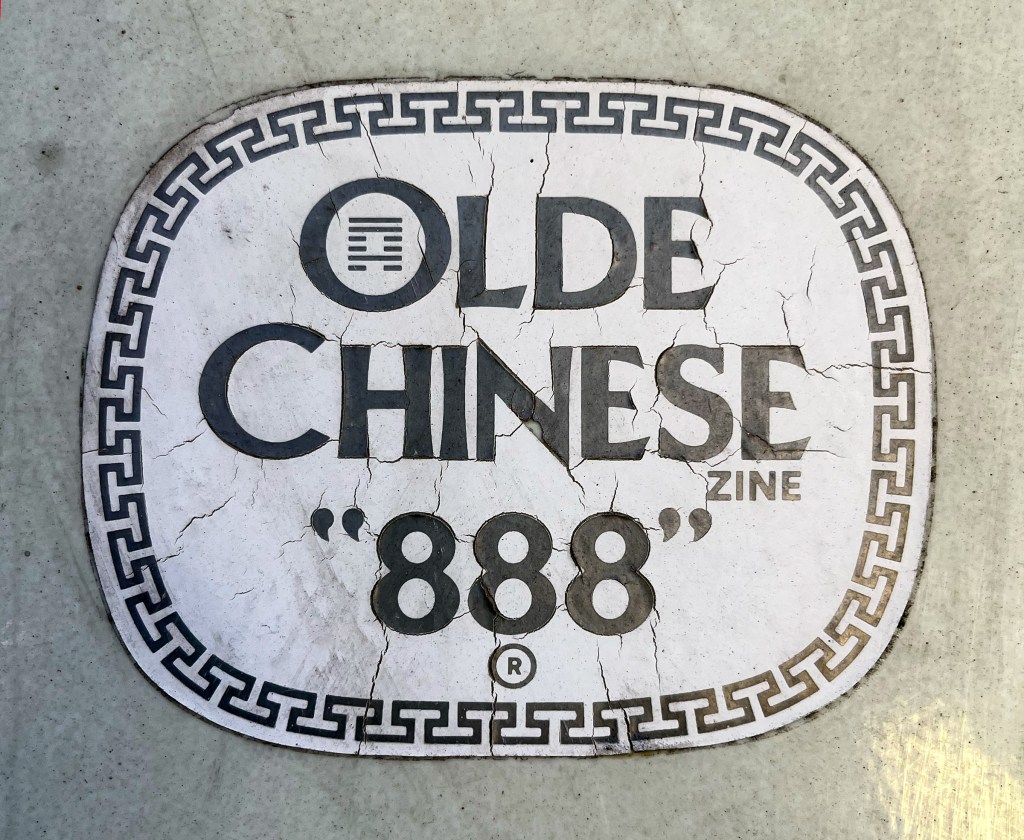 OLDE
CHINESE
ZINE
“888”
®